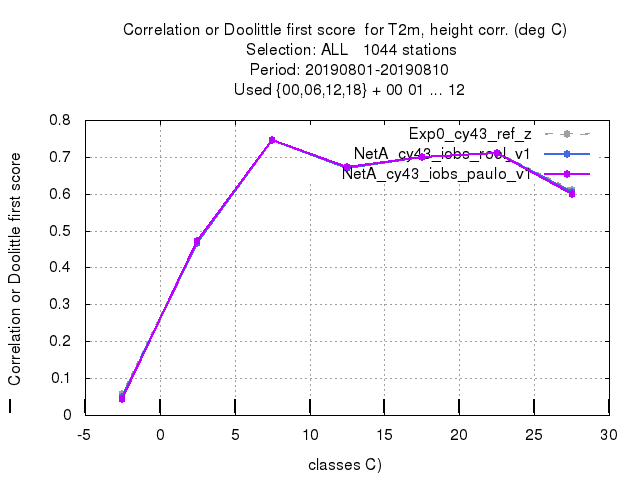 Correlation or Doolittle first score  for T2m, height corr. (deg C)
Selection: ALL   1044 stations
Period: 20190801-20190810
Used {00,06,12,18} + 00 01 ... 12
Exp0_cy43_ref_z
NetA_cy43_iobs_roel_v1
NetA_cy43_iobs_paulo_v1
Correlation or Doolittle first score
0.8
0.7
0.6
0.5
0.4
0.3
0.2
0.1
0
-5 0 5 10 15 20 25 30
classes C)